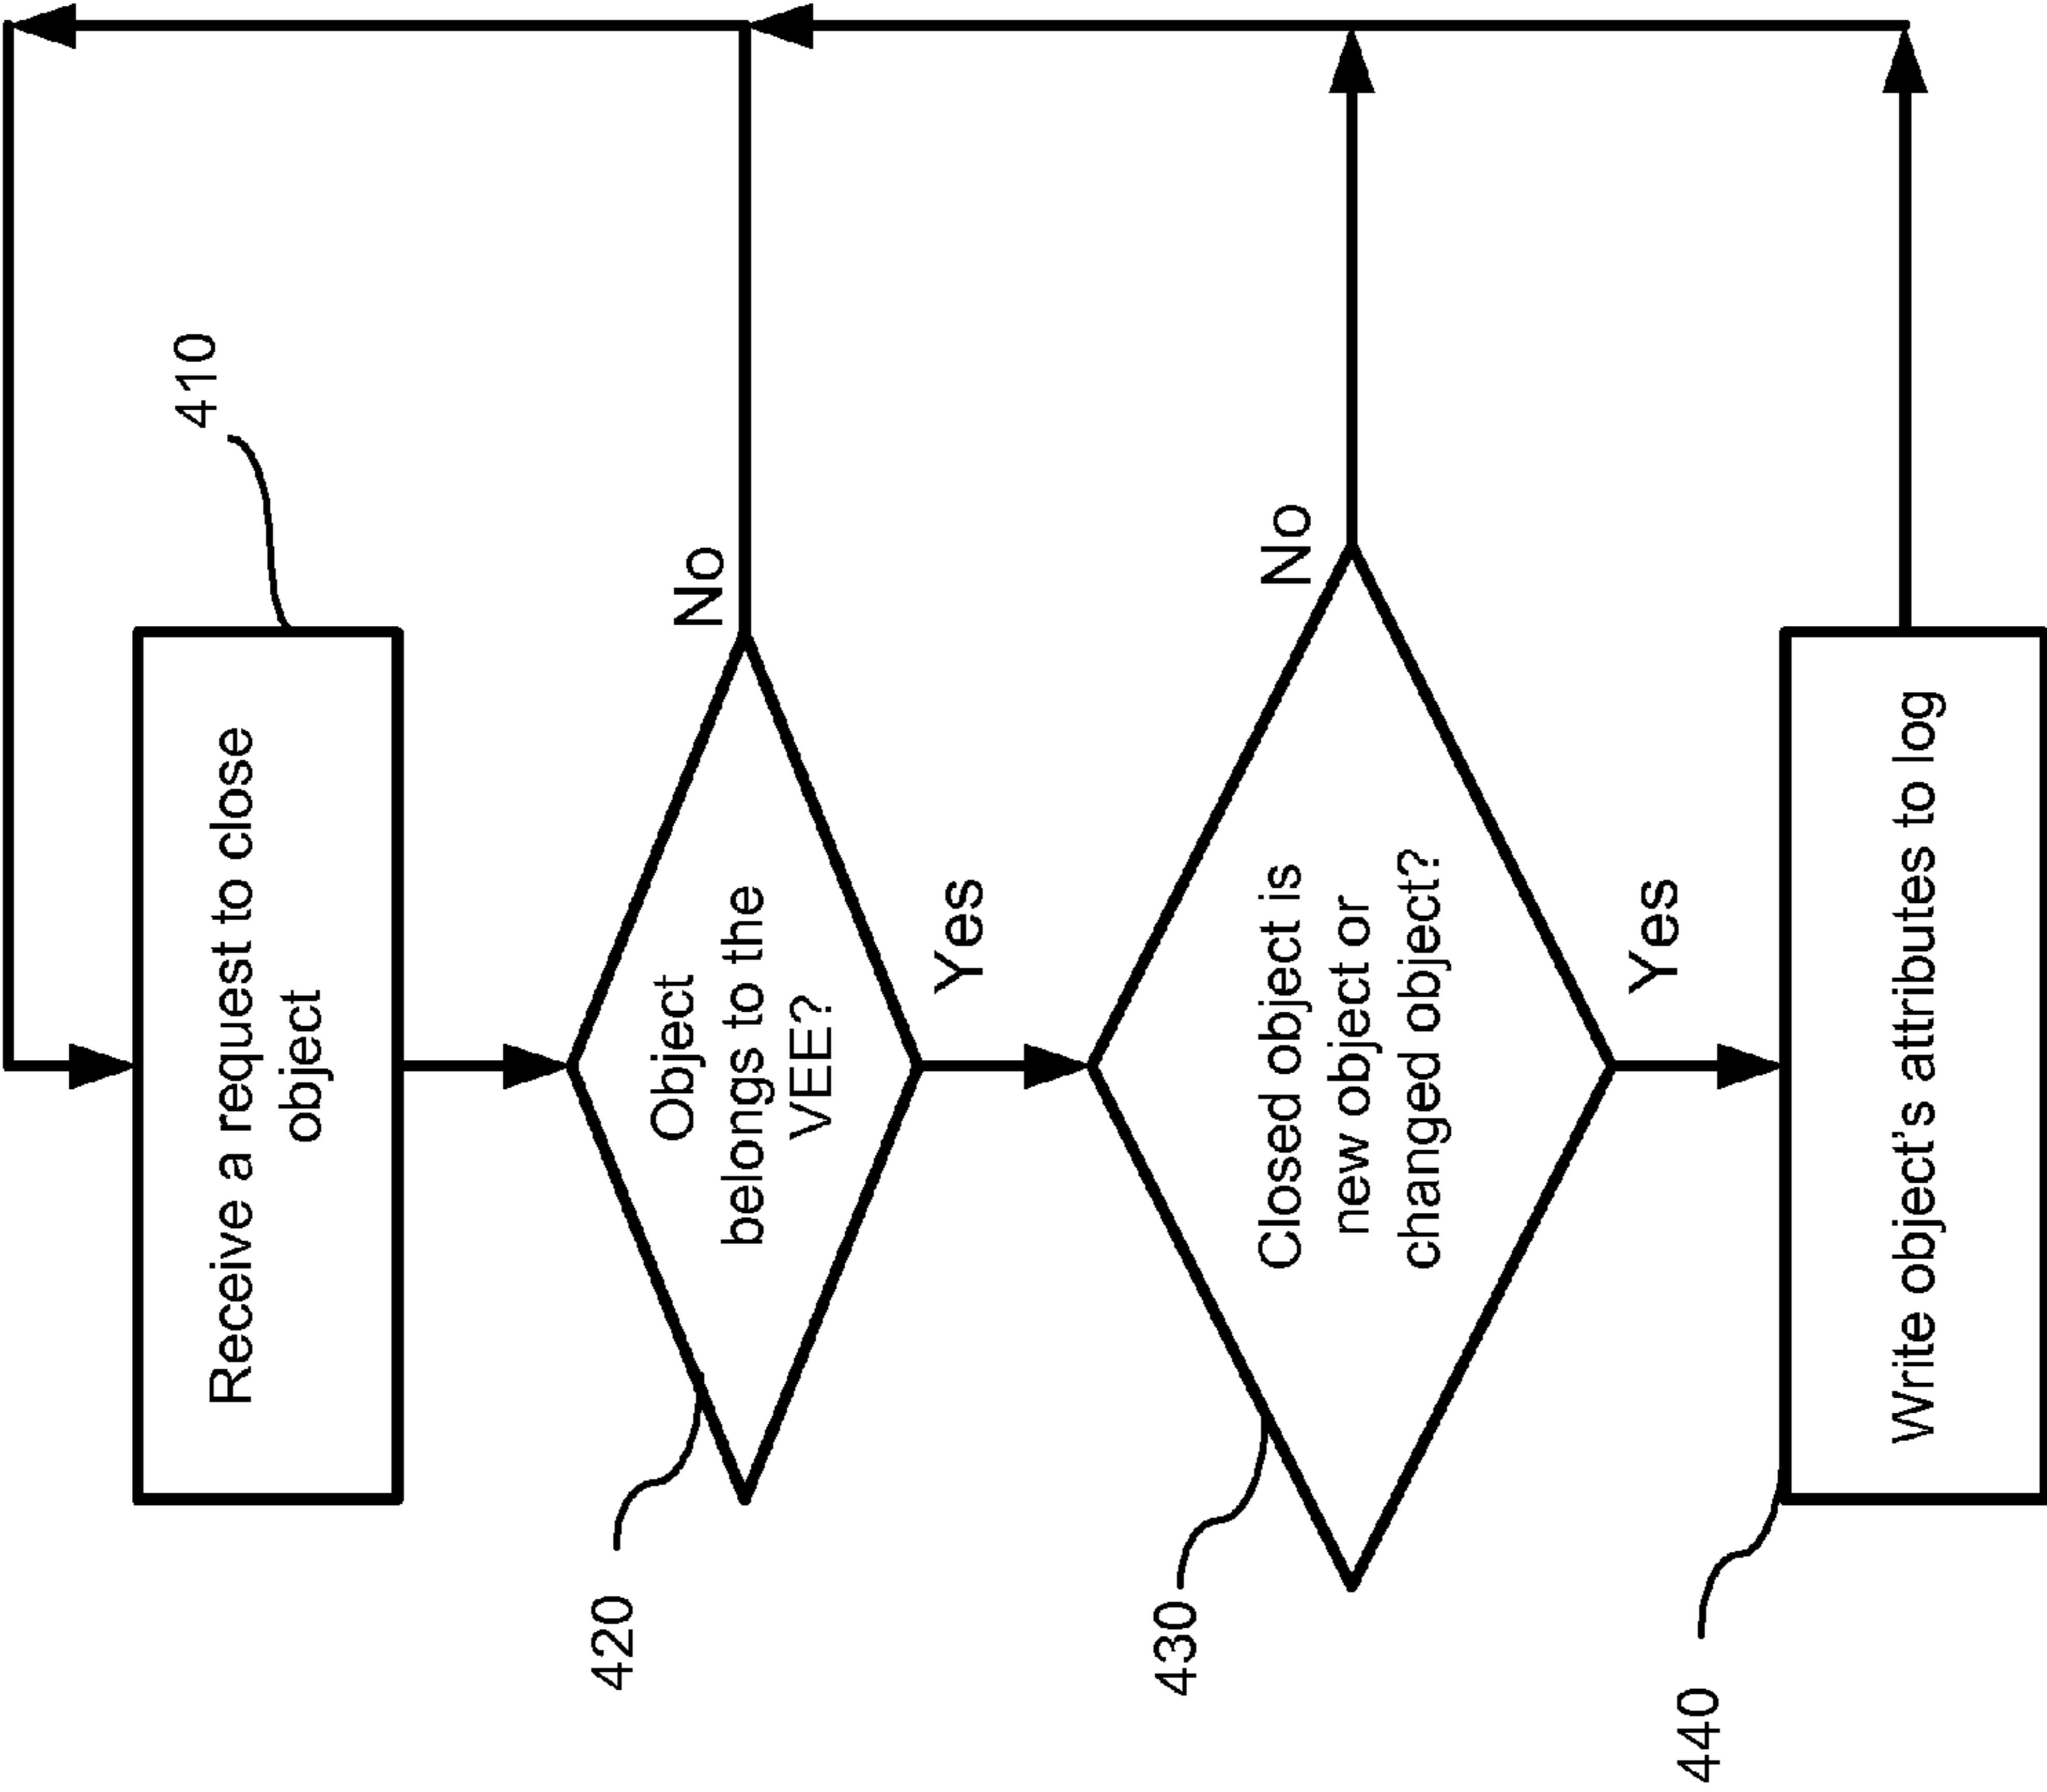 410
Receive a request to close
object
420
Object
belongs to the
VEE?
No
Yes
430
Closed object is
new object or
changed object?
No
Yes
440
Write object's attributes to log